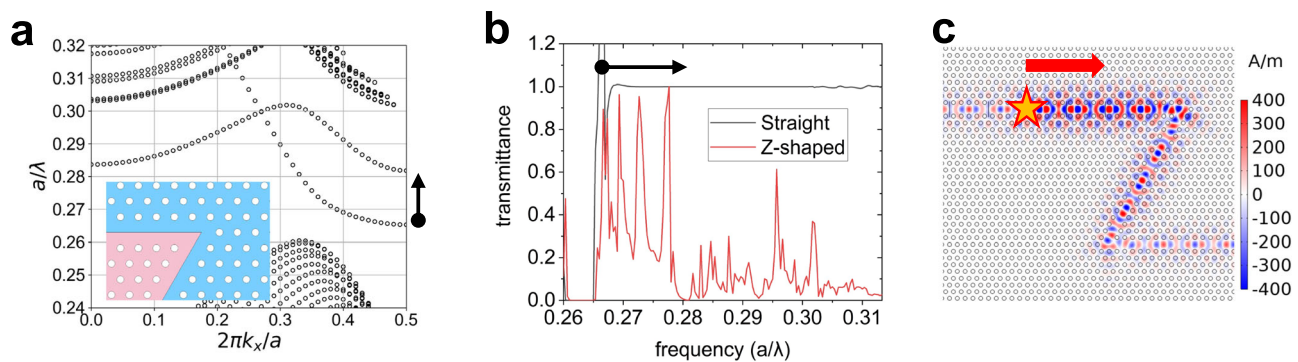 a
0.32
0.31
0.30
0.29
0.28
0.27
0.26
0.25
0.24
a/λ
0.0 0.1 0.2 0.3 0.4 0.5
2πkₓ/a
b
1.2
1.0
0.8
0.6
0.4
0.2
0.0
transmittance
Straight
Z-shaped
0.26 0.27 0.28 0.29 0.30 0.31
frequency (a/λ)
c
A/m
400
300
200
100
0
-100
-200
-300
-400